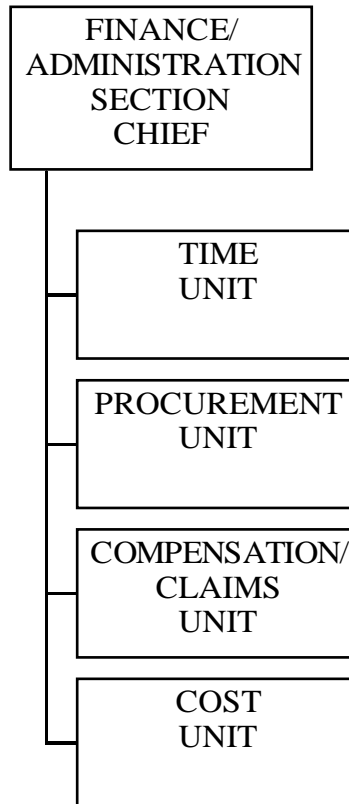 FINANCE/
ADMINISTRATION
SECTION
CHIEF
TIME
UNIT
PROCUREMENT
UNIT
COMPENSATION/
CLAIMS
UNIT
COST
UNIT